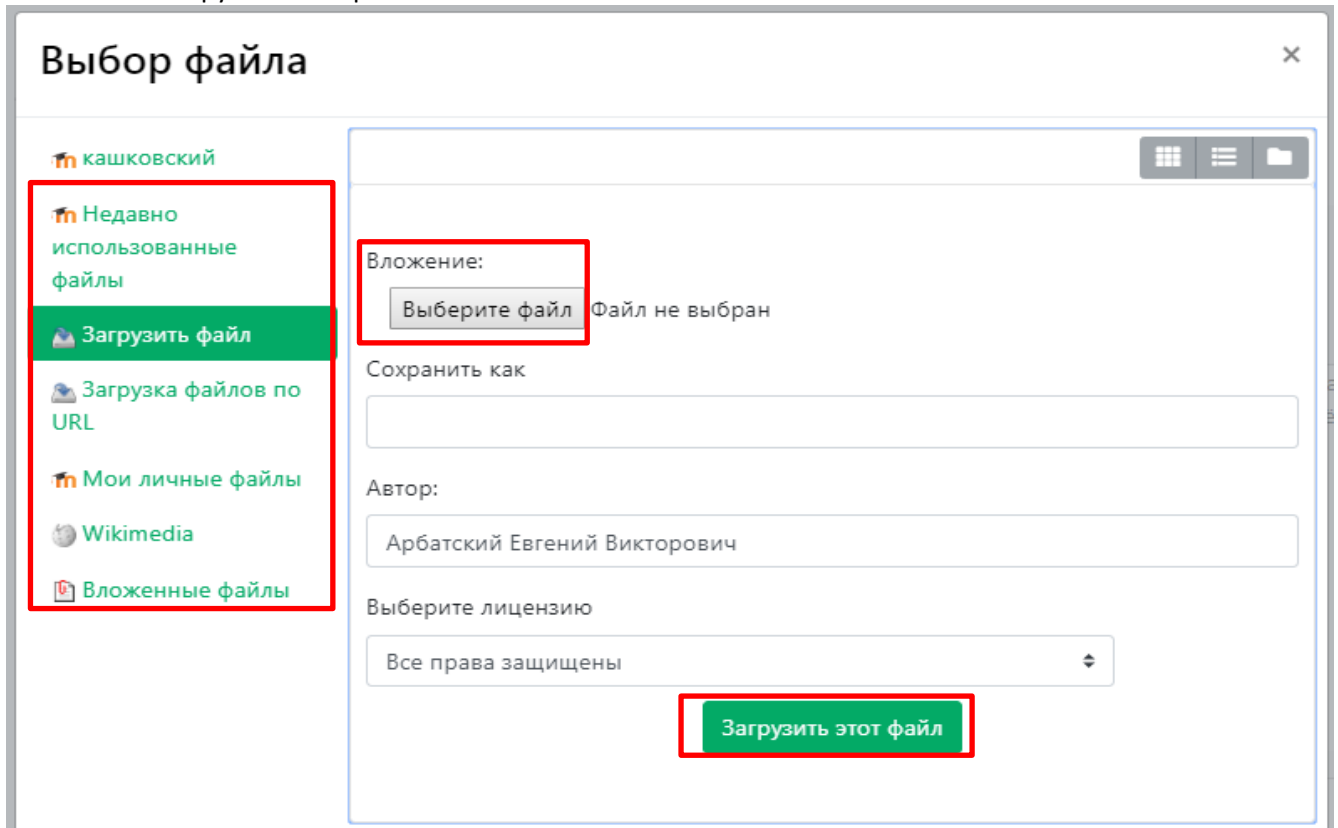 Выбор файла
×
кашковский
Недавно
использованные
файлы
Загрузить файл
Загрузка файлов по
URL
Мои личные файлы
Wikimedia
Вложенные файлы
Вложение:
Выберите файл Файл не выбран
Сохранить как
Автор:
Арбатский Евгений Викторович
Выберите лицензию
Все права защищены
Загрузить этот файл